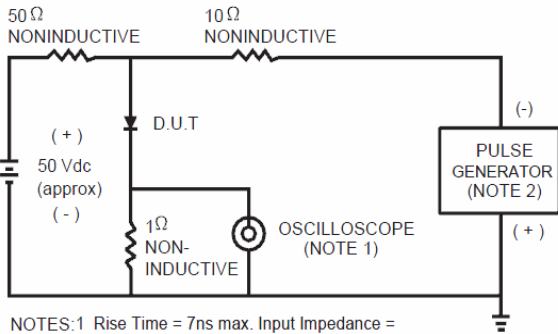 50 Ω
NONINDUCTIVE
10 Ω
NONINDUCTIVE
( + )
50 Vdc
(approx)
( - )
D.U.T
1 Ω
NON-
INDUCTIVE
OSCILLOSCOPE
(NOTE 1)
(-)
PULSE
GENERATOR
(NOTE 2)
( + )
NOTES:1 Rise Time = 7ns max. Input Impedance =